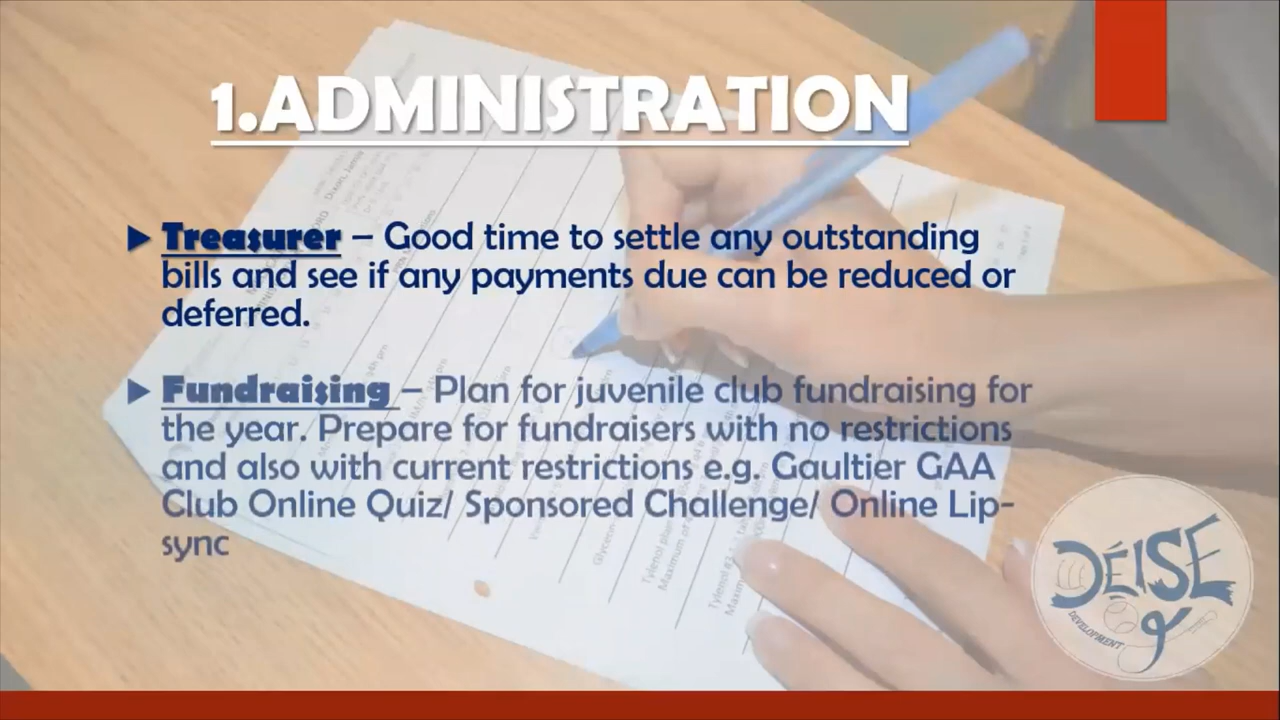 1.ADMINISTRATION
Treasurer – Good time to settle any outstanding
bills and see if any payments due can be reduced or
deferred.
Fundraising – Plan for juvenile club fundraising for
the year. Prepare for fundraisers with no restrictions
and also with current restrictions e.g. Gaultier GAA
Club Online Quiz/ Sponsored Challenge/ Online Lip-
sync
DÉISE
DEVELOPMENT